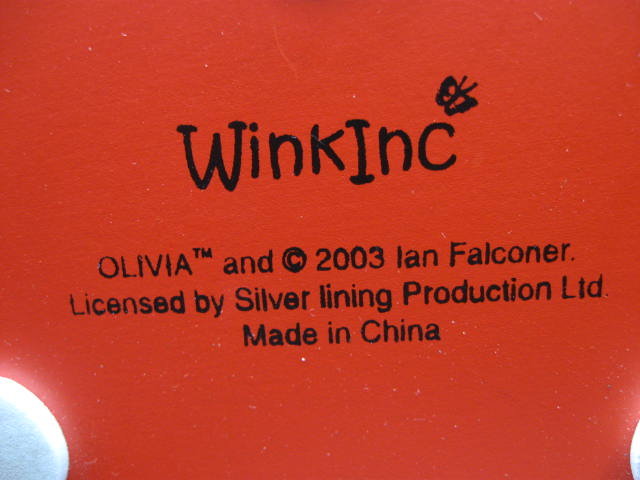 WinkInc
OLIVIA™ and © 2003 Ian Falconer.
Licensed by Silver lining Production Ltd
Made in China